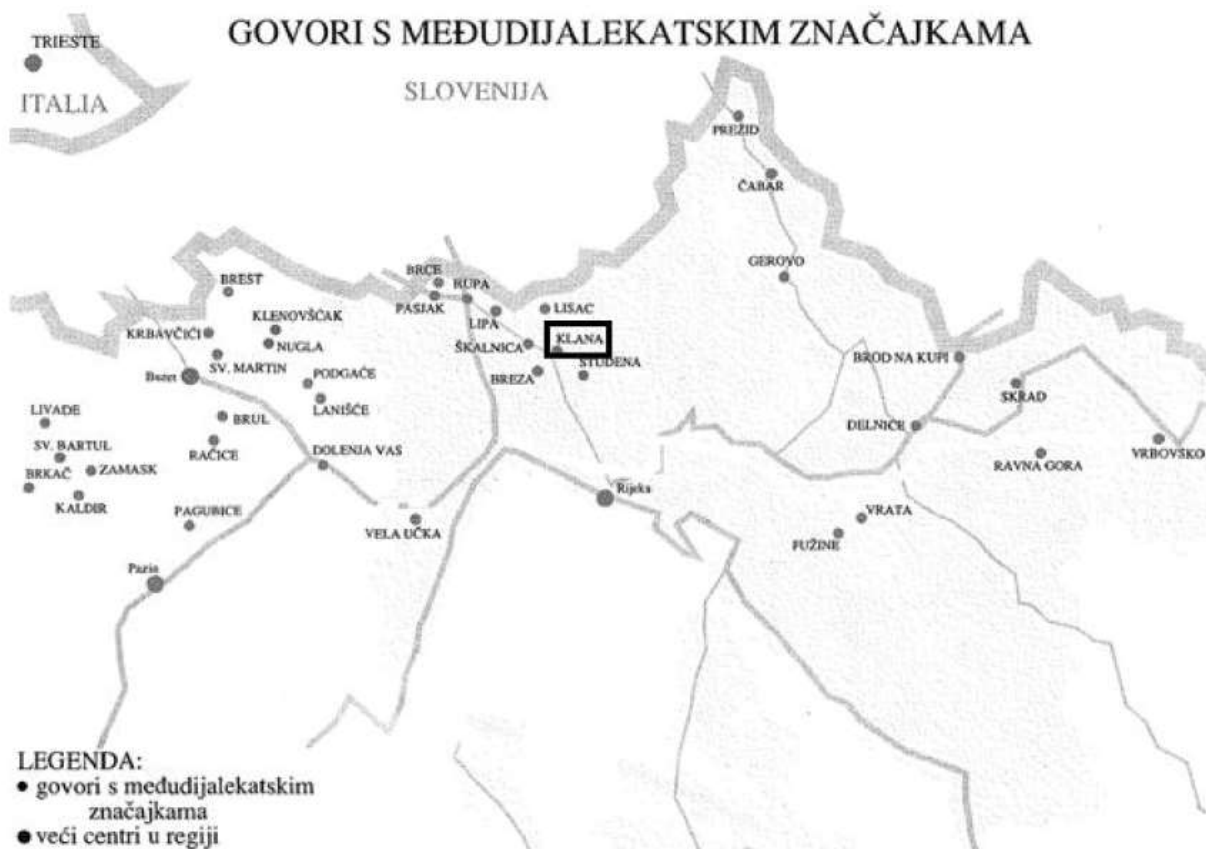 GOVORI S MEĐUDIJALEKATSKIM ZNAČAJKAMA
TRIESTE
ITALIA
SLOVENIJA
PREŽID
ČABAR
GEROVO
BRCE
BREST
PASJAK
RUPA
LISAC
LIPA
KLENOVŠČAK
KRBAVČIĆI
NUGLA
ŠKALNICA
KLANA
SV. MARTIN
BROD NA KUPI
Buzet
PODGAĆE
BREZA
STUDENA
SKRAD
LIVADE
BRUL
LANIŠĆE
DELNICE
SV. BARTUL
RAČICE
DOLENJA VAS
RAVNA GORA
VRBOVSKO
BRKAČ
ZAMASK
KALDIR
Rijeka
PAGUBICE
VELA UČKA
VRATA
FUŽINE
Pazin
LEGENDA:
govori s međudijalekatskim
značajkama
veći centri u regiji